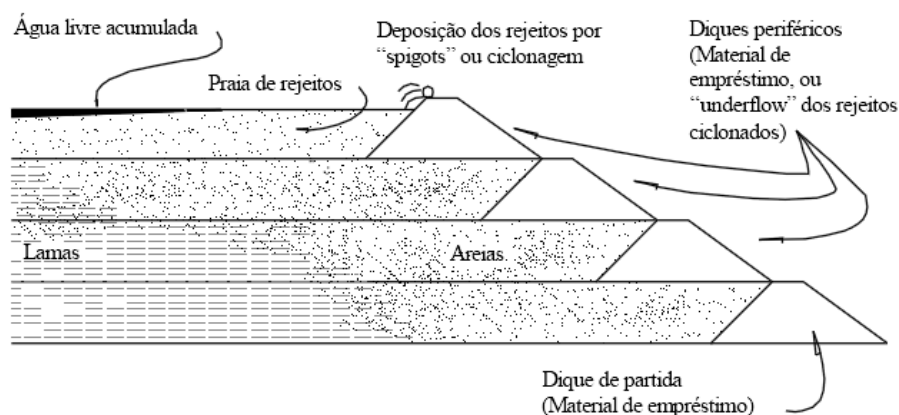 Água livre acumulada
Praia de rejeitos
Deposição dos rejeitos por
“spigots” ou ciclonagem
Diques periféricos
(Material de
empréstimo, ou
“underflow” dos rejeitos
ciclonados)
Lamas
Areias
Dique de partida
(Material de empréstimo)